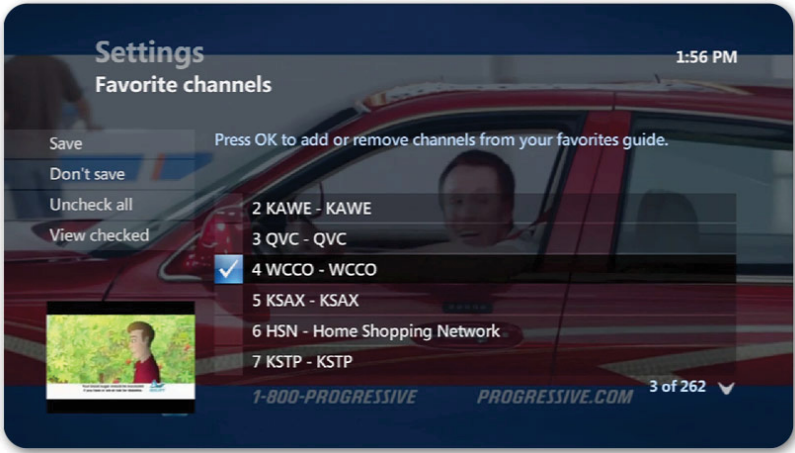 Settings
1:56 PM
Favorite channels
Save
Don't save
Uncheck all
View checked
Press OK to add or remove channels from your favorites guide.
2 KAWE - KAWE
3 QVC - QVC
4 WCCO - WCCO
5 KSAX - KSAX
6 HSN - Home Shopping Network
7 KSTP - KSTP
3 of 262
1-800-PROGRESSIVE PROGRESSIVE.COM